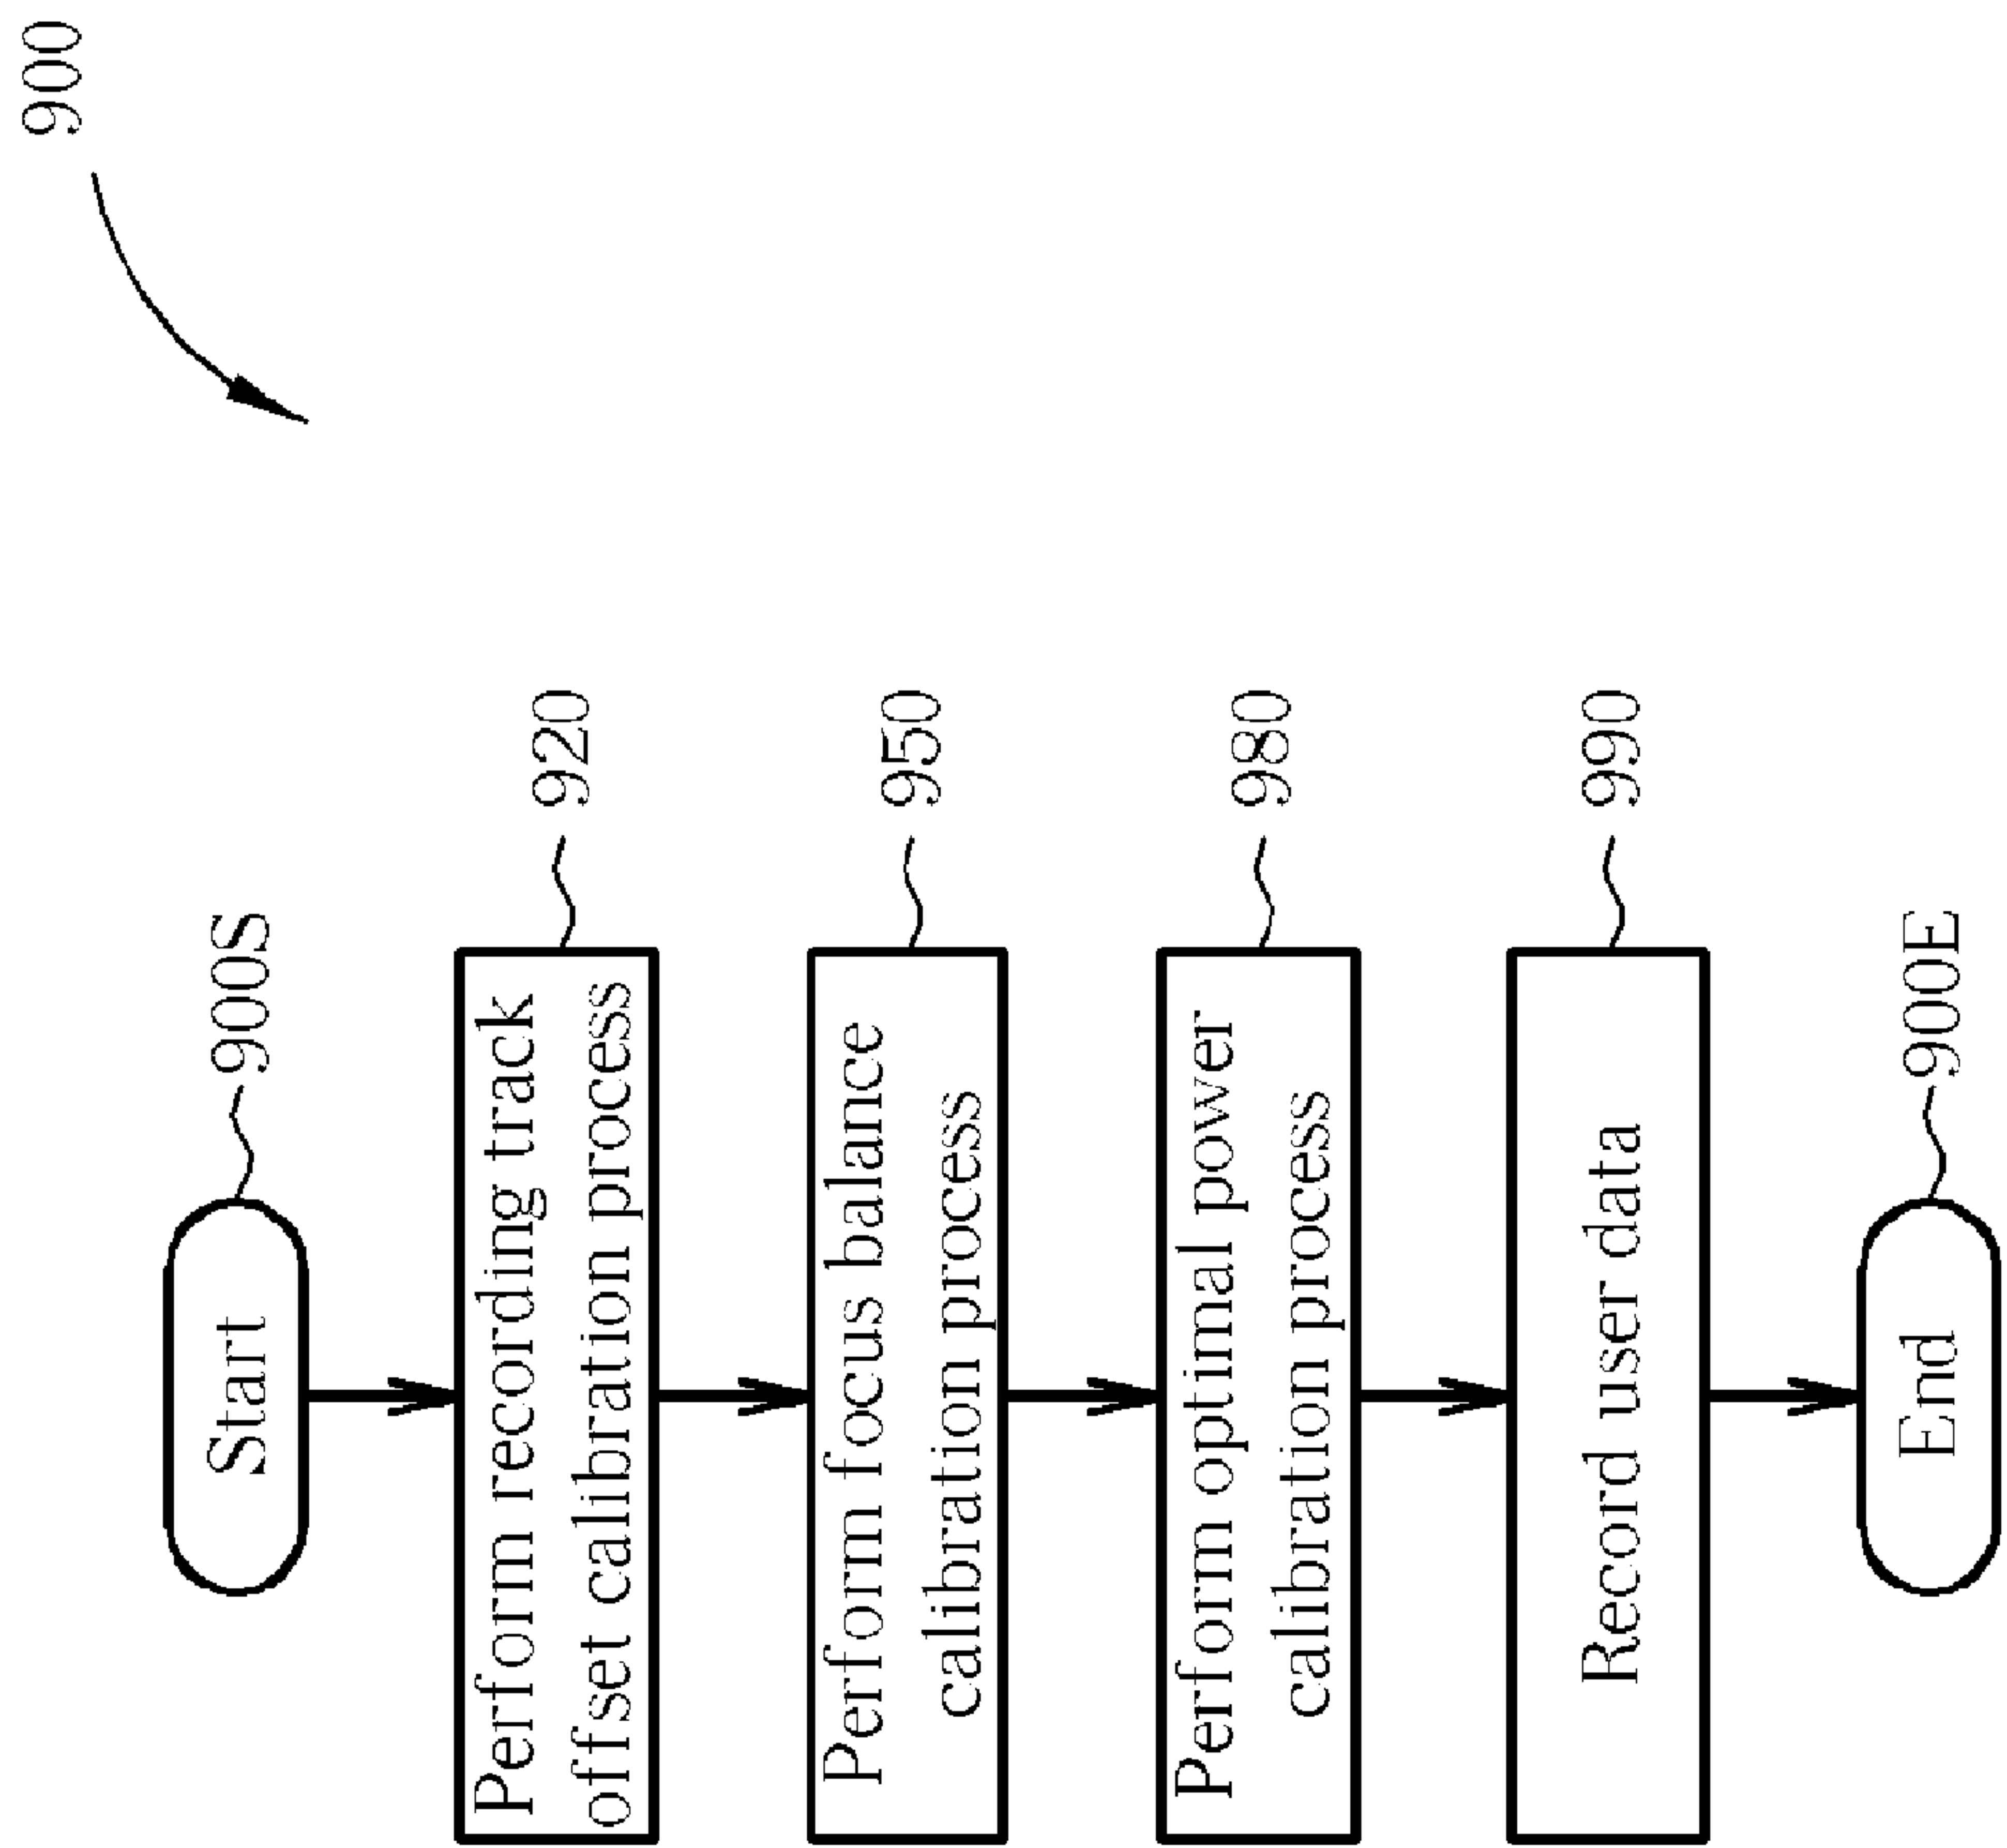 900
Start
900S
Perform recording track
offset calibration process
920
Perform focus balance
calibration process
950
Perform optimal power
calibration process
980
Record user data
990
End
900E